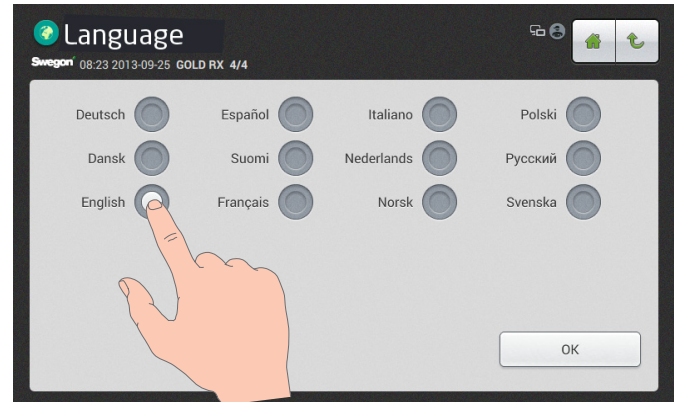 Language
Swegon 08:23 2013-09-25 GOLD RX 4/4
Deutsch Español Italiano Polski
Dansk Suomi Nederlands Русский
English Français Norsk Svenska
OK